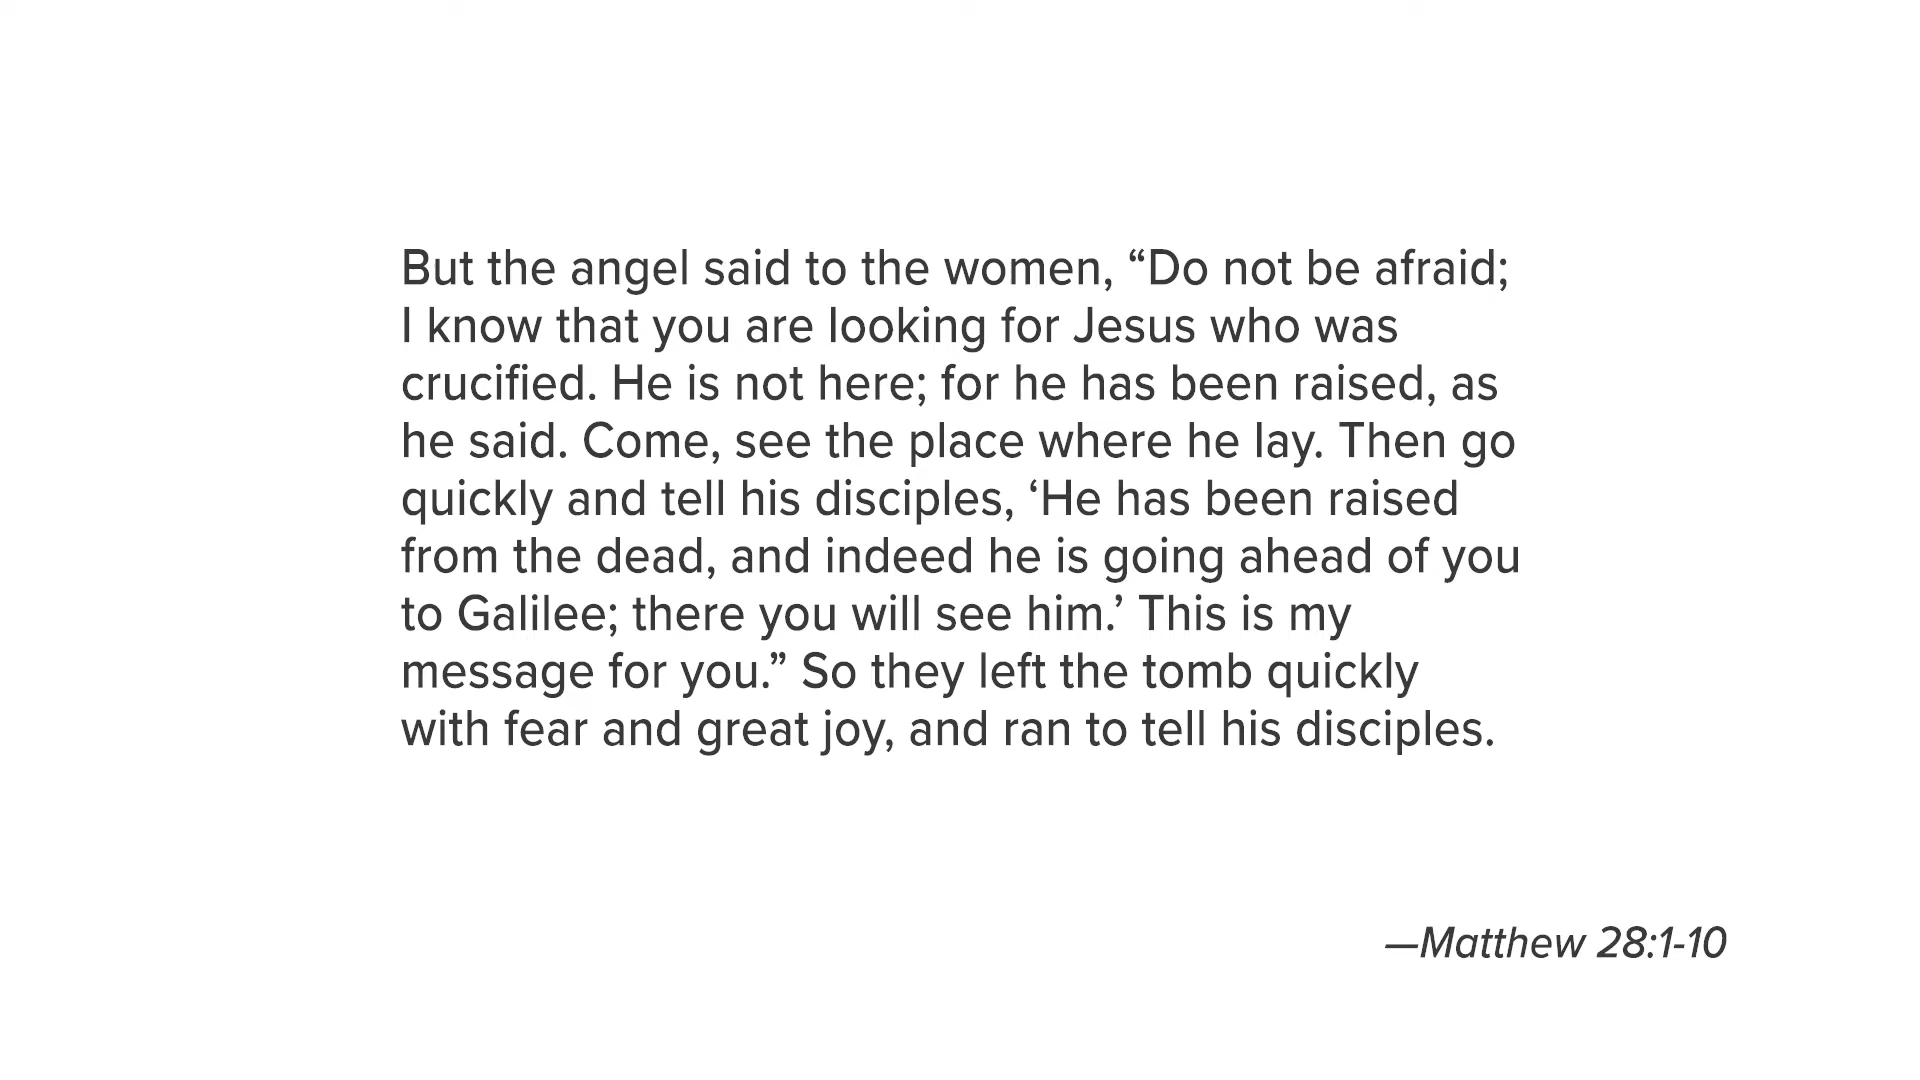 But the angel said to the women, “Do not be afraid;
I know that you are looking for Jesus who was
crucified. He is not here; for he has been raised, as
he said. Come, see the place where he lay. Then go
quickly and tell his disciples, ‘He has been raised
from the dead, and indeed he is going ahead of you
to Galilee; there you will see him.’ This is my
message for you.” So they left the tomb quickly
with fear and great joy, and ran to tell his disciples.
—Matthew 28:1-10